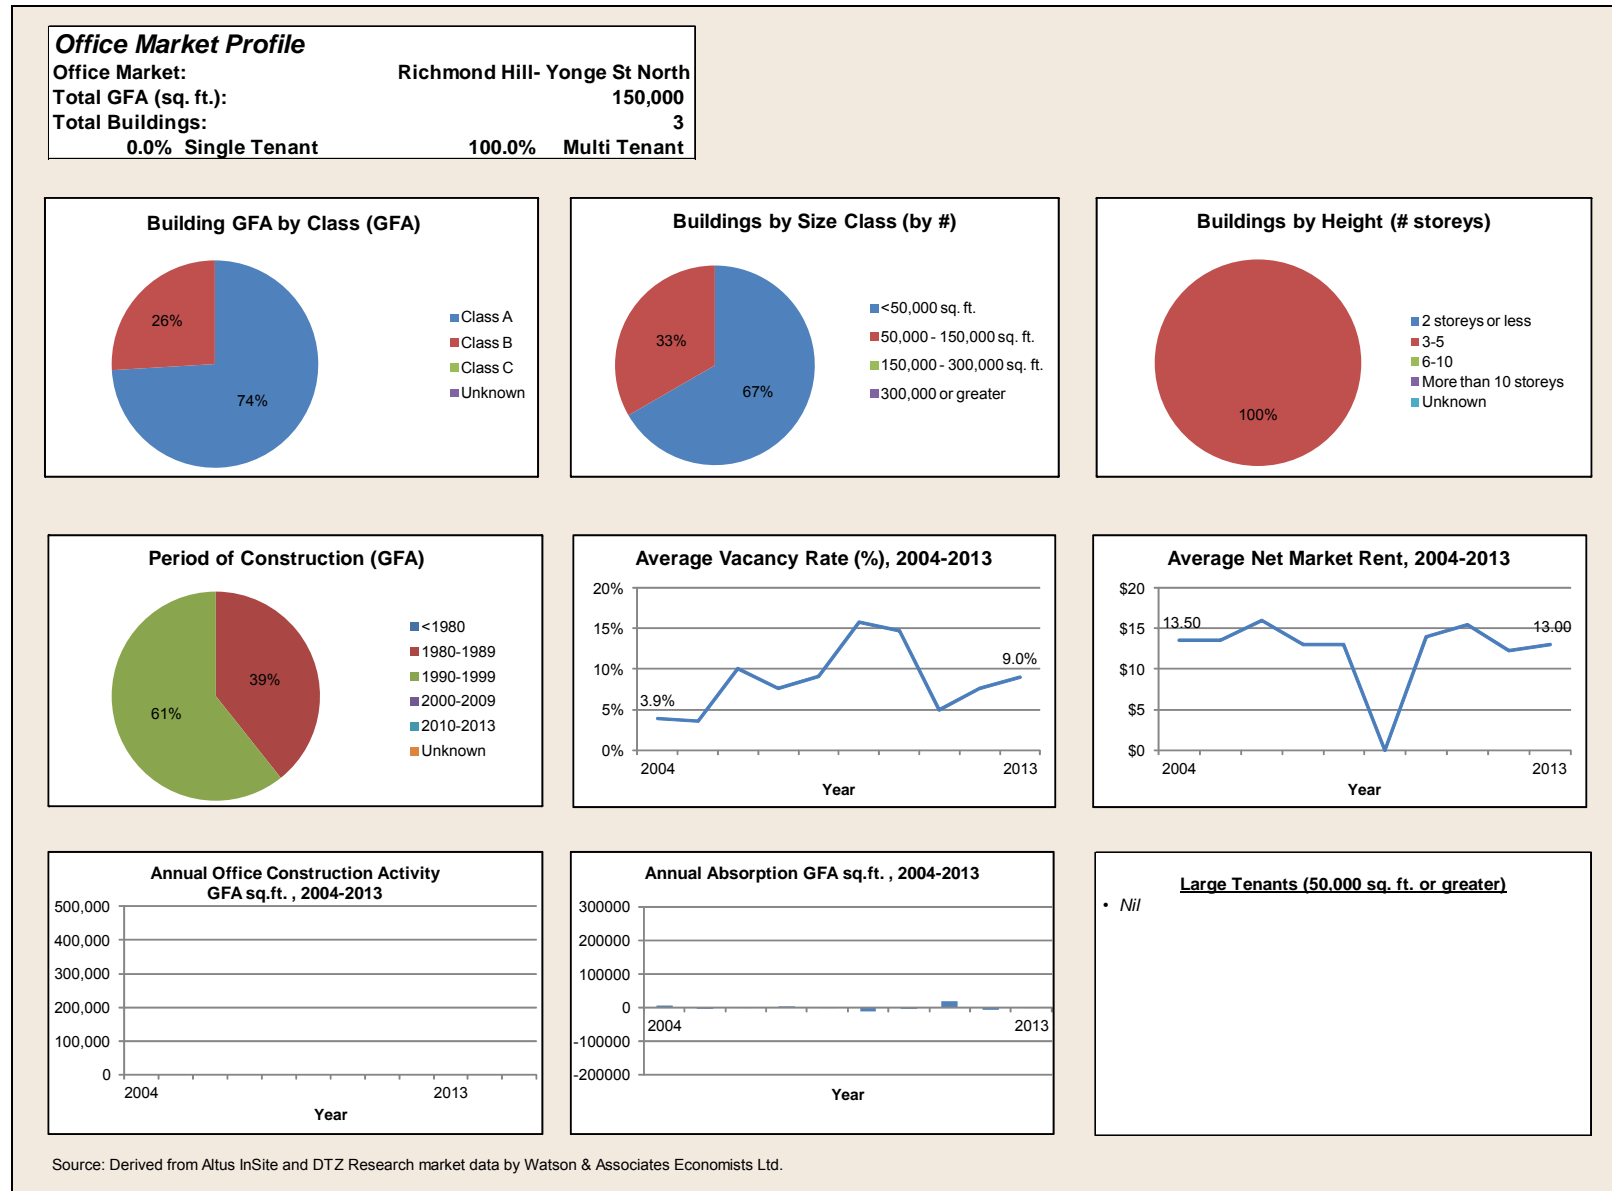 Office Market Profile
Office Market: Richmond Hill- Yonge St North
Total GFA (sq. ft.): 150,000
Total Buildings: 3
0.0% Single Tenant 100.0% Multi Tenant
Building GFA by Class (GFA)
26%
74%
Class A
Class B
Class C
Unknown
Buildings by Size Class (by #)
33%
67%
<50,000 sq. ft.
50,000 - 150,000 sq. ft.
150,000 - 300,000 sq. ft.
300,000 or greater
Buildings by Height (# storeys)
100%
2 storeys or less
3-5
6-10
More than 10 storeys
Unknown
Period of Construction (GFA)
39%
61%
<1980
1980-1989
1990-1999
2000-2009
2010-2013
Unknown
Average Vacancy Rate (%), 2004-2013
20%
15%
10%
5%
0%
3.9%
9.0%
2004 2013
Year
Average Net Market Rent, 2004-2013
$20
$15
$10
$5
$0
13.50
13.00
2004 2013
Year
Annual Office Construction Activity
GFA sq.ft. , 2004-2013
500,000
400,000
300,000
200,000
100,000
0
2004 2013
Year
Annual Absorption GFA sq.ft. , 2004-2013
300000
200000
100000
0
-100000
-200000
2004 2013
Year
Large Tenants (50,000 sq. ft. or greater)
• Nil
Source: Derived from Altus InSite and DTZ Research market data by Watson & Associates Economists Ltd.